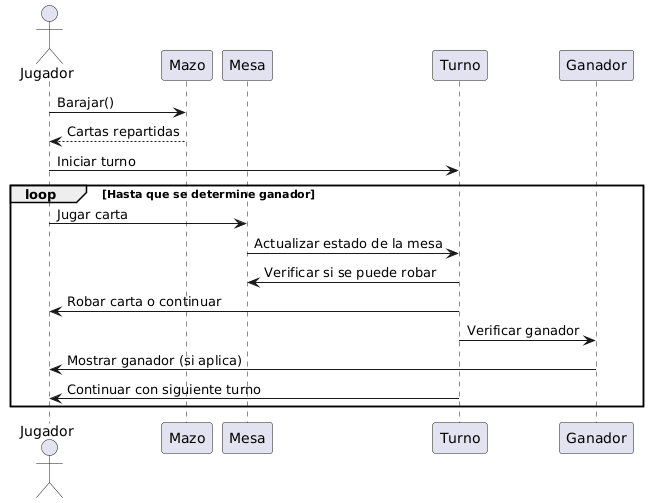 Jugador
Mazo
Mesa
Turno
Ganador
Barajar()
Cartas repartidas
Iniciar turno
loop [Hasta que se determine ganador]
Jugar carta
Actualizar estado de la mesa
Verificar si se puede robar
Robar carta o continuar
Verificar ganador
Mostrar ganador (si aplica)
Continuar con siguiente turno
Jugador
Mazo
Mesa
Turno
Ganador